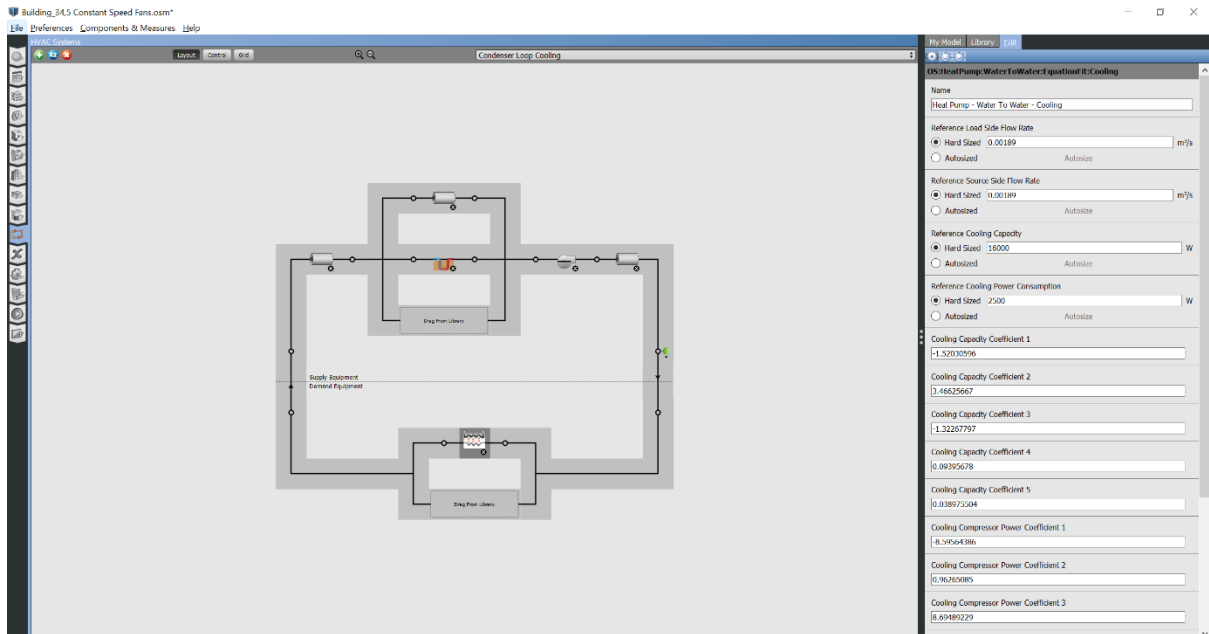 Building_34,5 Constant Speed Fans.osm*
File Preferences Components & Measures Help
HVAC Systems
Layout Control Grid
Condenser Loop Cooling
Supply Equipment
Demand Equipment
Drag From Library
Drag From Library
My Model Library Edit
OS:HeatPump:WaterToWater:EquationFit:Cooling
Name
Heat Pump - Water To Water - Cooling
Reference Load Side Flow Rate
Hard Sized 0.00189 m³/s
Autosized Autosize
Reference Source Side Flow Rate
Hard Sized 0.00189 m³/s
Autosized Autosize
Reference Cooling Capacity
Hard Sized 16000 W
Autosized Autosize
Reference Cooling Power Consumption
Hard Sized 2500 W
Autosized Autosize
Cooling Capacity Coefficient 1
-1.52030596
Cooling Capacity Coefficient 2
3.46625667
Cooling Capacity Coefficient 3
-1.32267797
Cooling Capacity Coefficient 4
0.09395678
Cooling Capacity Coefficient 5
0.038975504
Cooling Compressor Power Coefficient 1
-8.59564386
Cooling Compressor Power Coefficient 2
0.96265085
Cooling Compressor Power Coefficient 3
8.69489229